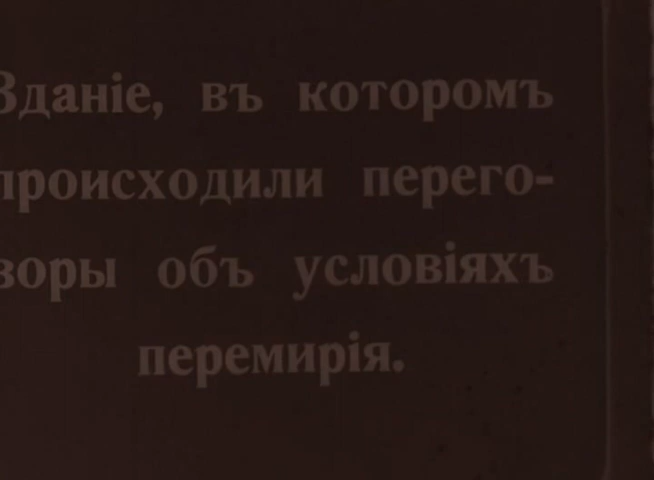 Зданіе, въ которомъ
происходили перего-
воры объ условіяхъ
перемирія.